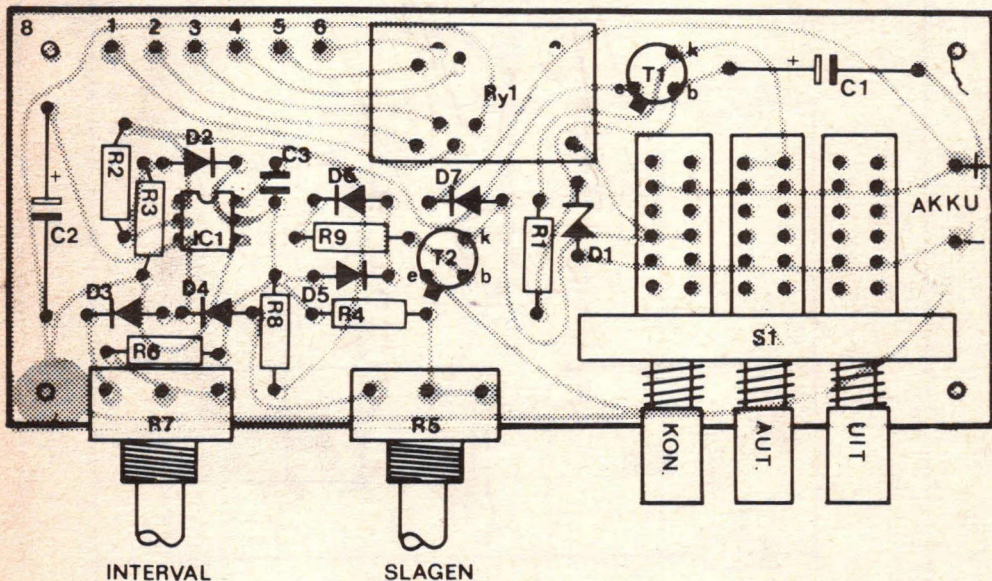 8 1 2 3 4 5 6
k
T1
e b
+
C1
Ry1
D2
C3
R2
R3
+
C2
IC1
D6
D7
R9
R1
k
T2
e b
D1
+
AKKU
−
D3
D4
D5
R8
R4
R6
S1
R7
R5
KON.
AUT.
UIT
INTERVAL
SLAGEN